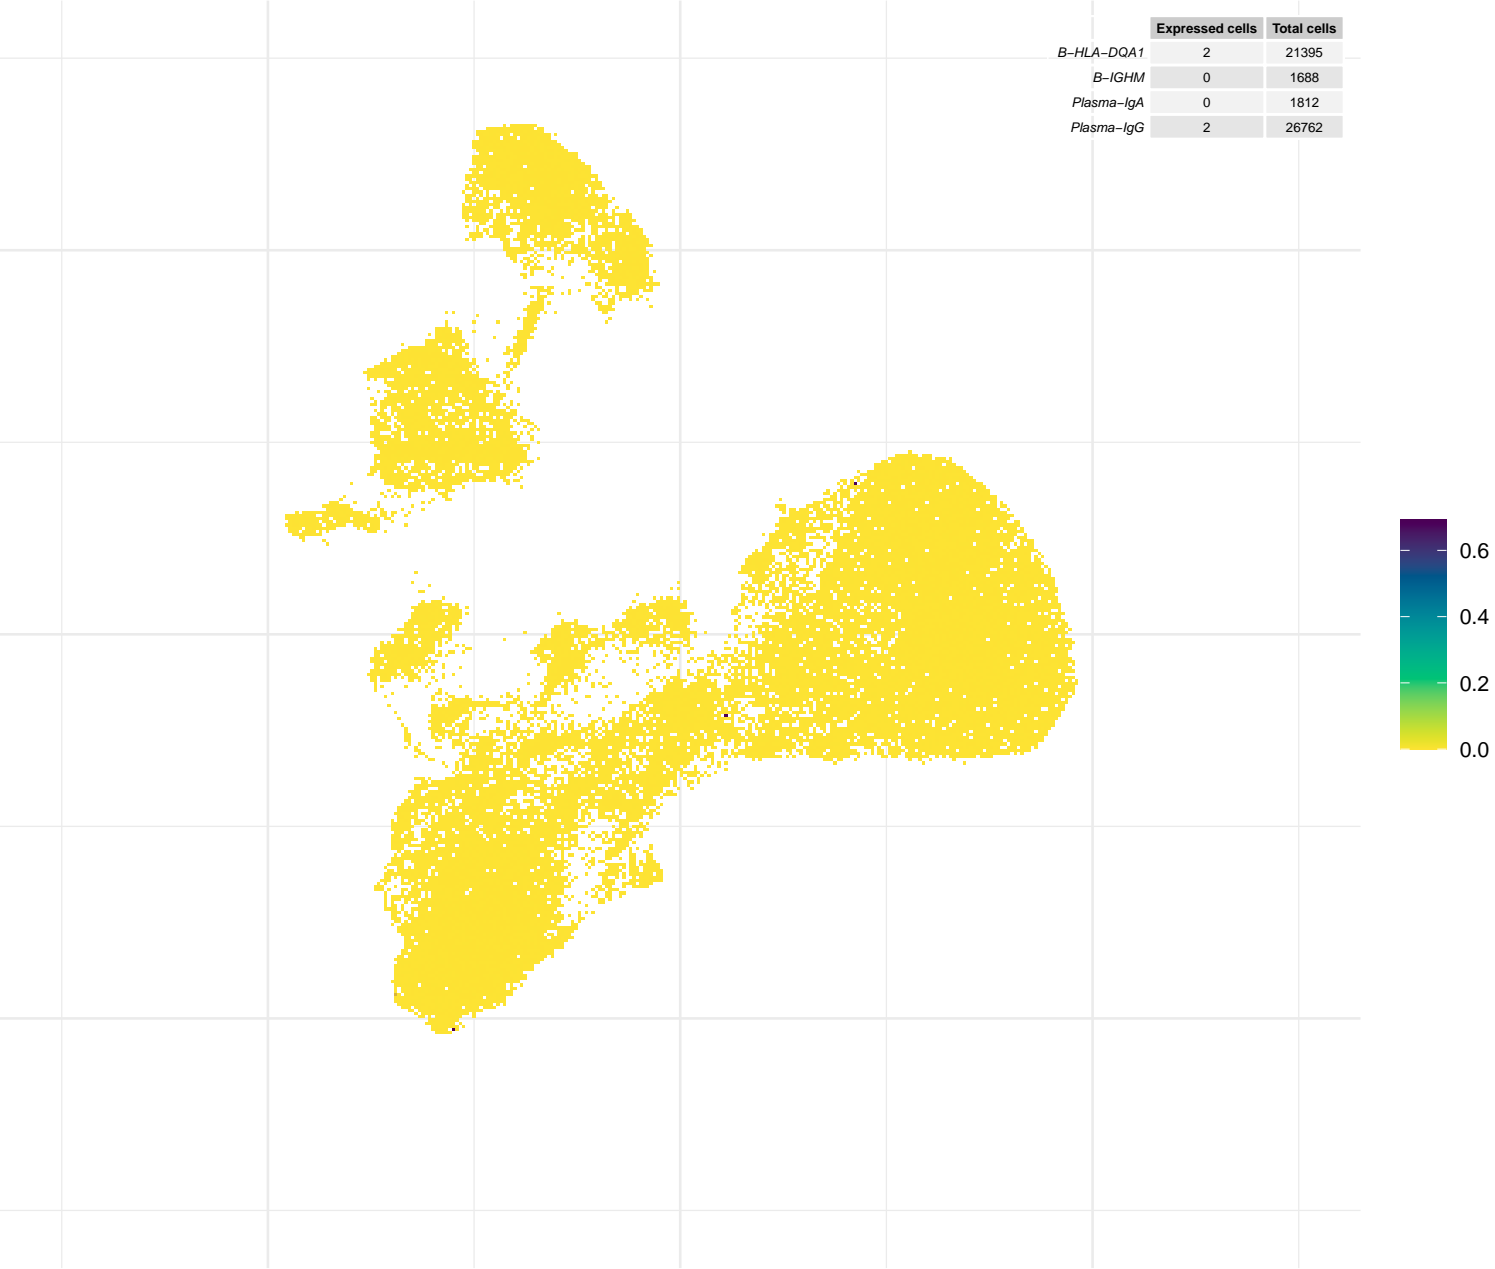 Expressed cells Total cells
B−HLA−DQA1 2 21395
B−IGHM 0 1688
Plasma−IgA 0 1812
Plasma−IgG 2 26762
0.6
0.4
0.2
0.0